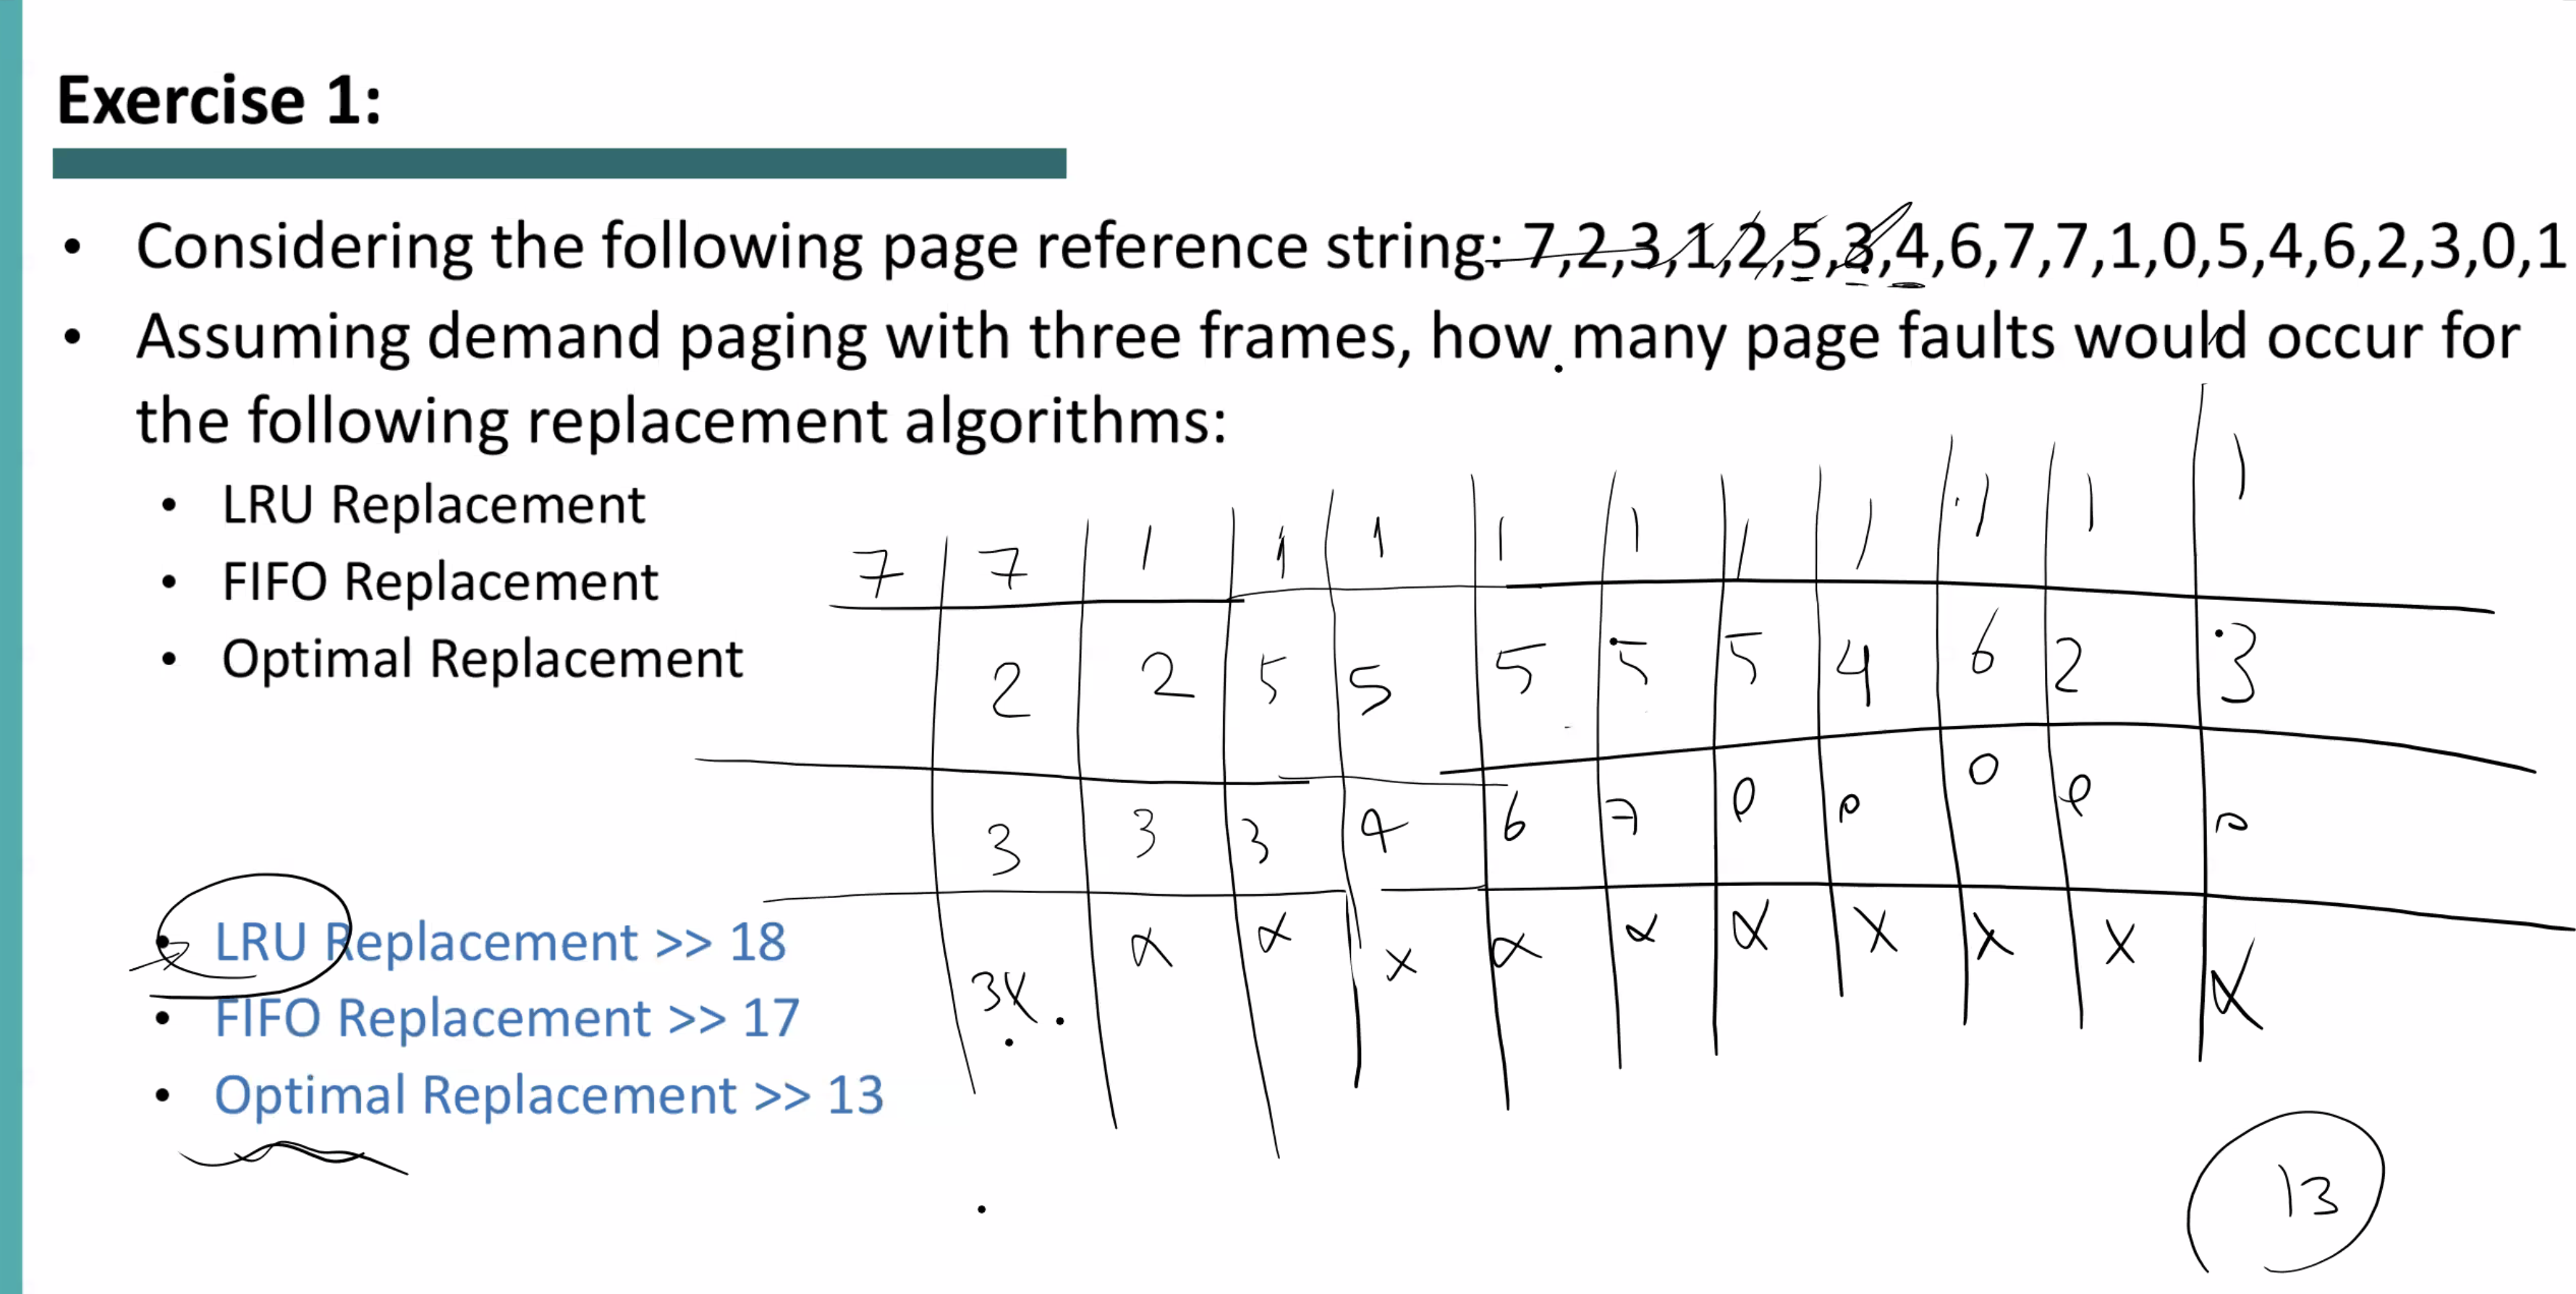 Exercise 1:
• Considering the following page reference string: 7,2,3,1,2,5,3,4,6,7,7,1,0,5,4,6,2,3,0,1
• Assuming demand paging with three frames, how many page faults would occur for
the following replacement algorithms:
• LRU Replacement
• FIFO Replacement
• Optimal Replacement
7 7 1 1 1 1 1 1 1 1 1 1
2 2 5 5 5 5 5 4 6 2 3
3 3 3 4 6 7 0 0 0 0 0
3X X X X X X X X X X X
• LRU Replacement >> 18
• FIFO Replacement >> 17
• Optimal Replacement >> 13
13